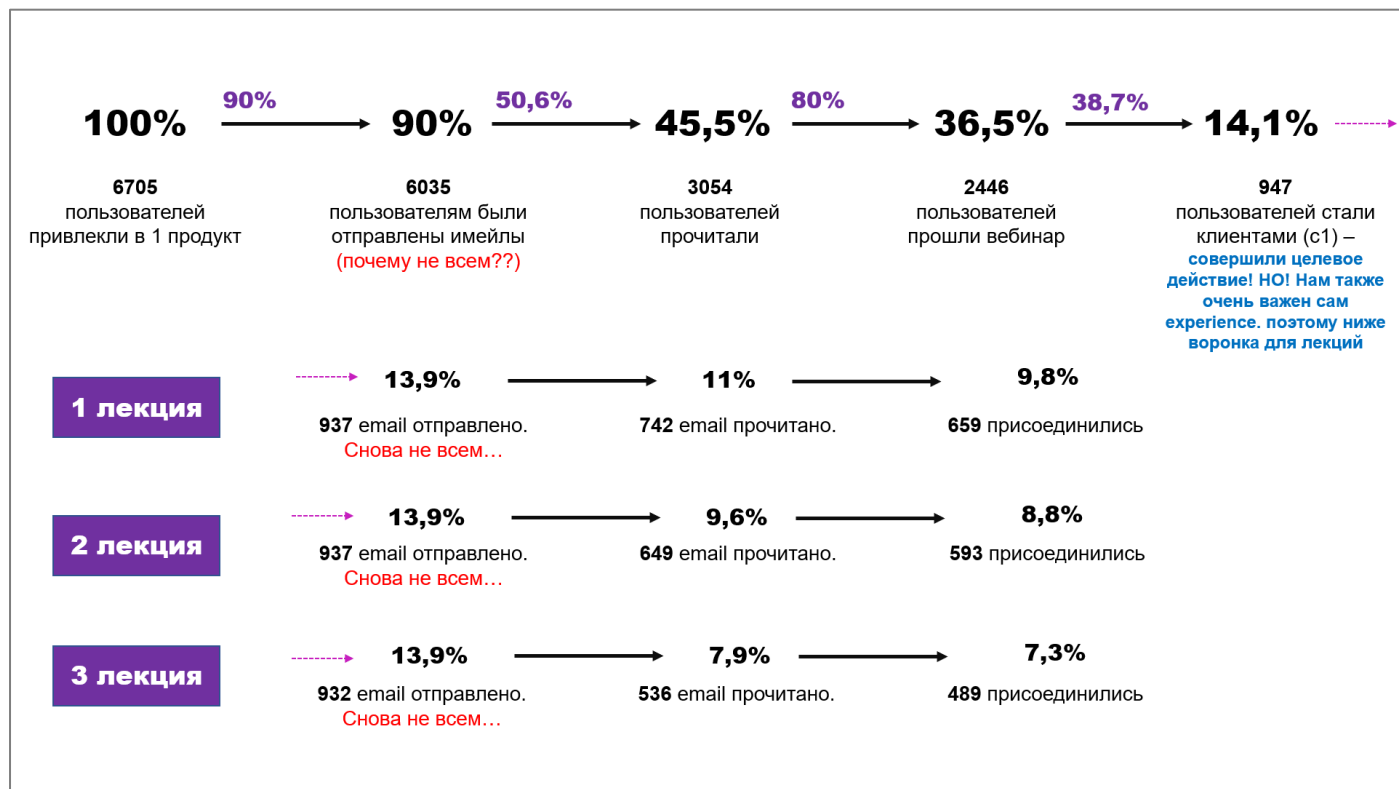 90%
50,6%
80%
38,7%
100%
90%
45,5%
36,5%
14,1%
6705
пользователей
привлекли в 1 продукт
6035
пользователям были
отправлены имейлы
(почему не всем??)
3054
пользователей
прочитали
2446
пользователей
прошли вебинар
947
пользователей стали
клиентами (с1) –
совершили целевое
действие! НО! Нам также
очень важен сам
experience. поэтому ниже
воронка для лекций
1 лекция
13,9%
11%
9,8%
937 email отправлено.
Снова не всем…
742 email прочитано.
659 присоединились
2 лекция
13,9%
9,6%
8,8%
937 email отправлено.
Снова не всем…
649 email прочитано.
593 присоединились
3 лекция
13,9%
7,9%
7,3%
932 email отправлено.
Снова не всем…
536 email прочитано.
489 присоединились